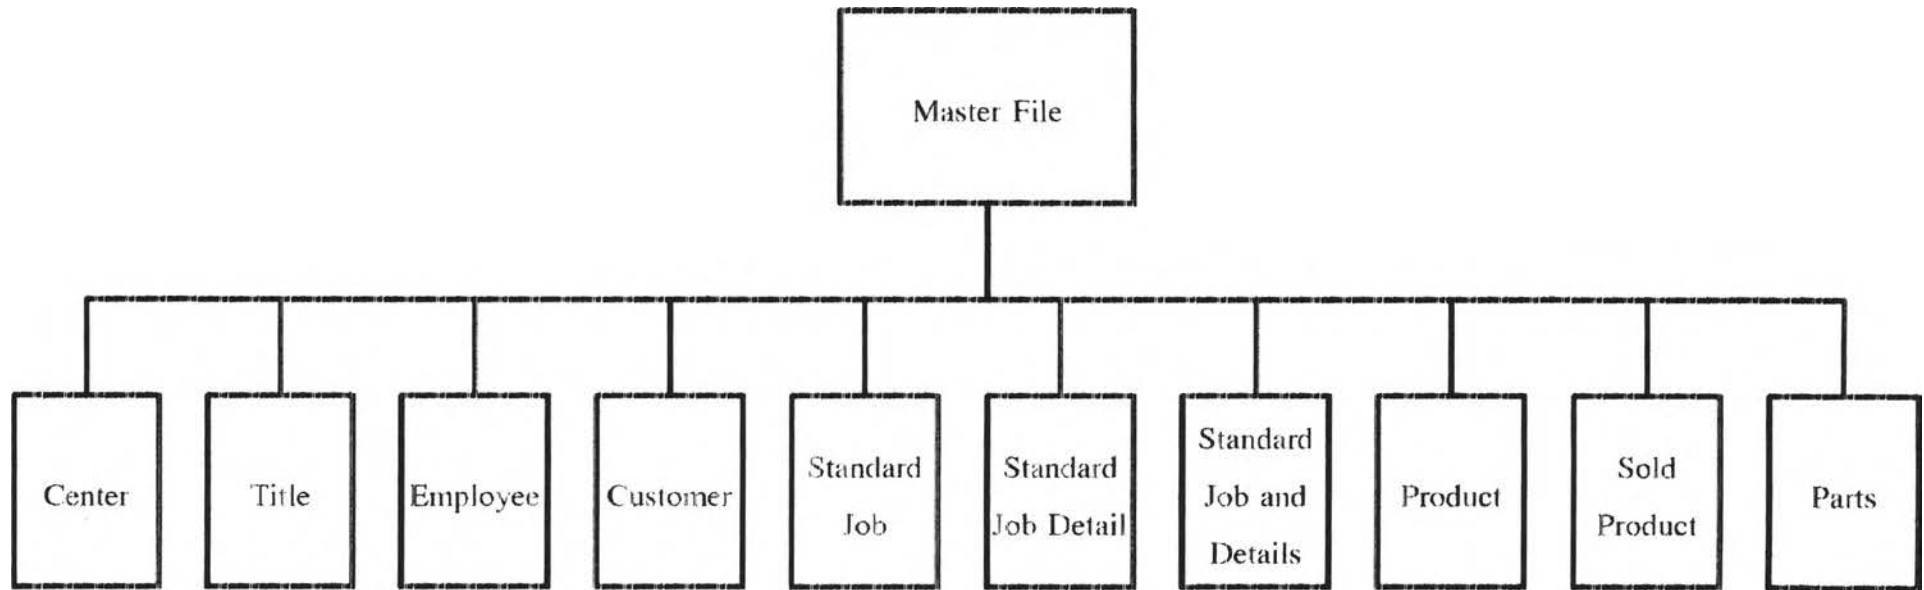 Master File
Center
Title
Employee
Customer
Standard
Job
Standard
Job Detail
Standard
Job and
Details
Product
Sold
Product
Parts